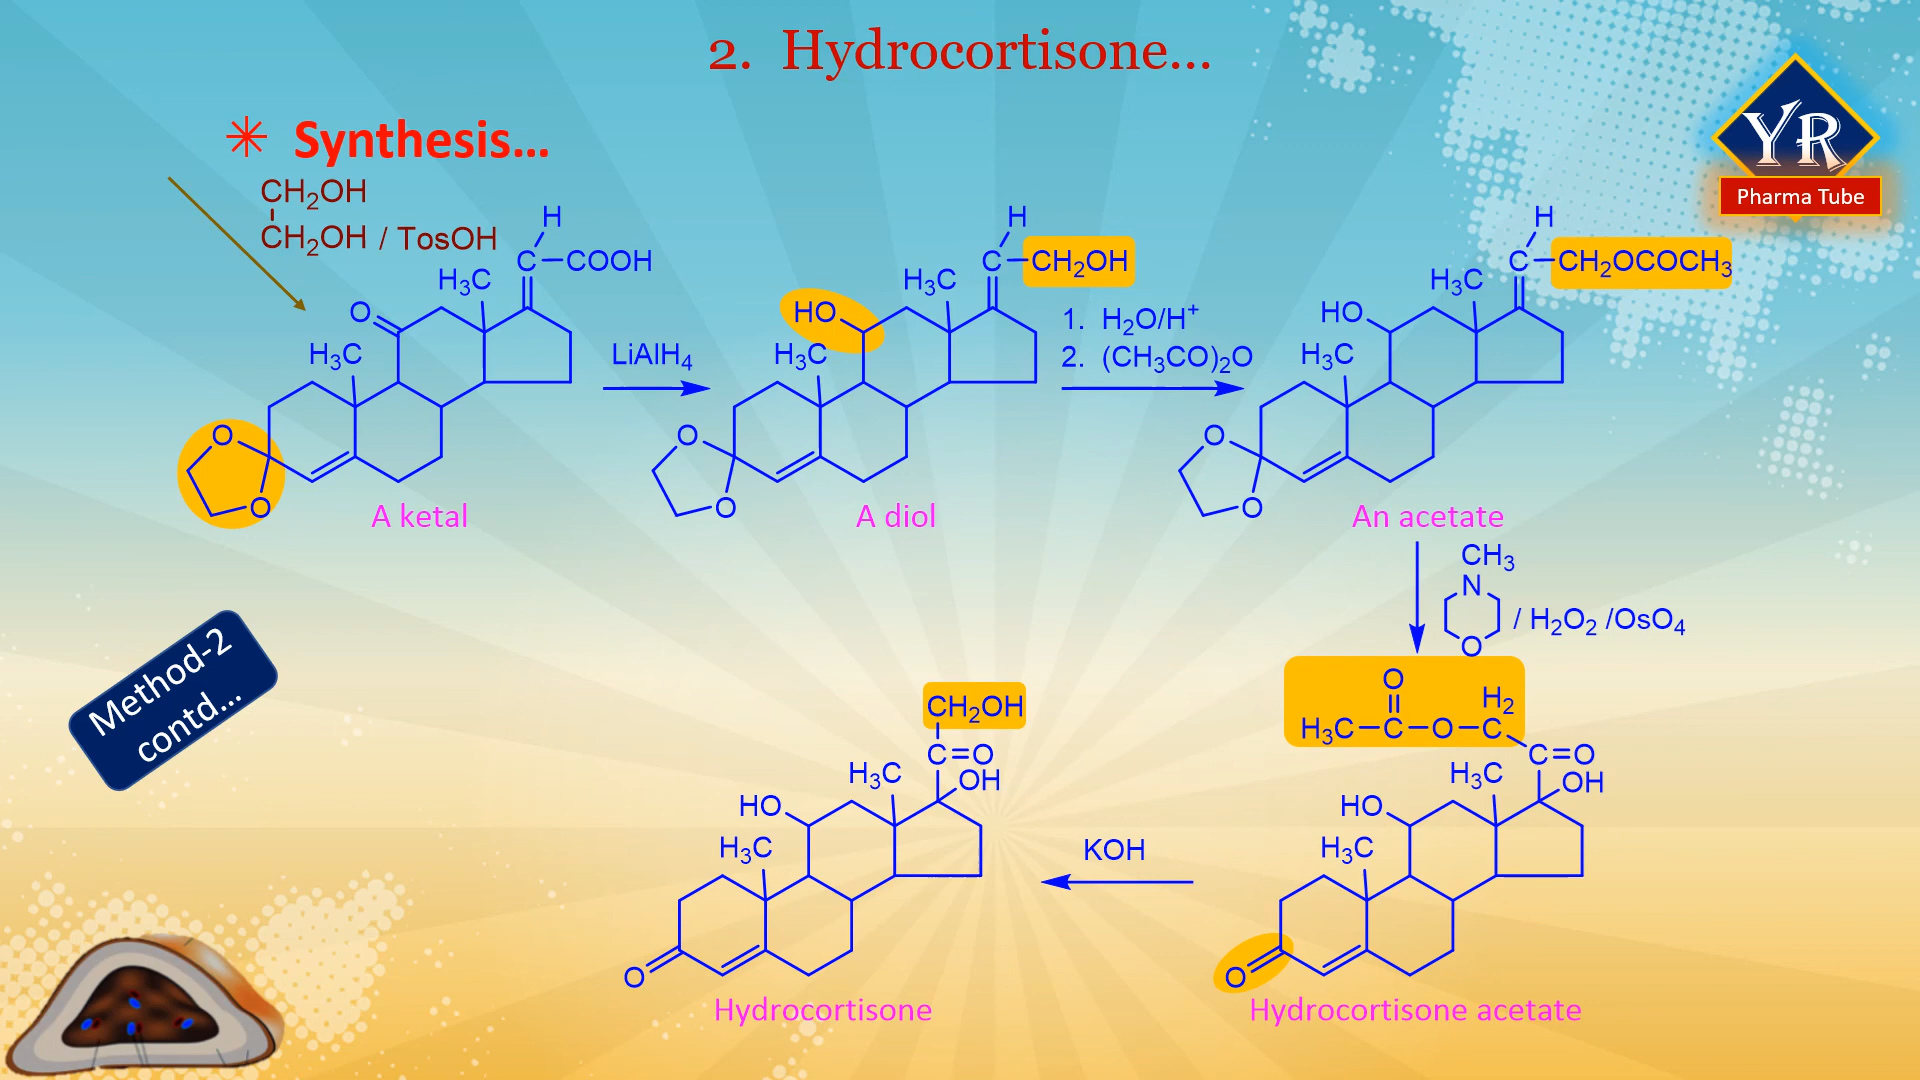 2. Hydrocortisone...
YR
Pharma Tube
✳ Synthesis...
CH₂OH
CH₂OH / TosOH
H
C–COOH
H₃C
O
H₃C
O
O
A ketal
LiAlH₄
H
C–CH₂OH
H₃C
HO
H₃C
O
O
A diol
1. H₂O/H⁺
2. (CH₃CO)₂O
H
C–CH₂OCOCH₃
H₃C
HO
H₃C
O
O
An acetate
CH₃
N
O
/ H₂O₂ /OsO₄
Method-2
contd...
O
H₂
H₃C–C–O–C
C=O
H₃C
OH
HO
H₃C
O
Hydrocortisone acetate
KOH
CH₂OH
C=O
H₃C
OH
HO
H₃C
O
Hydrocortisone